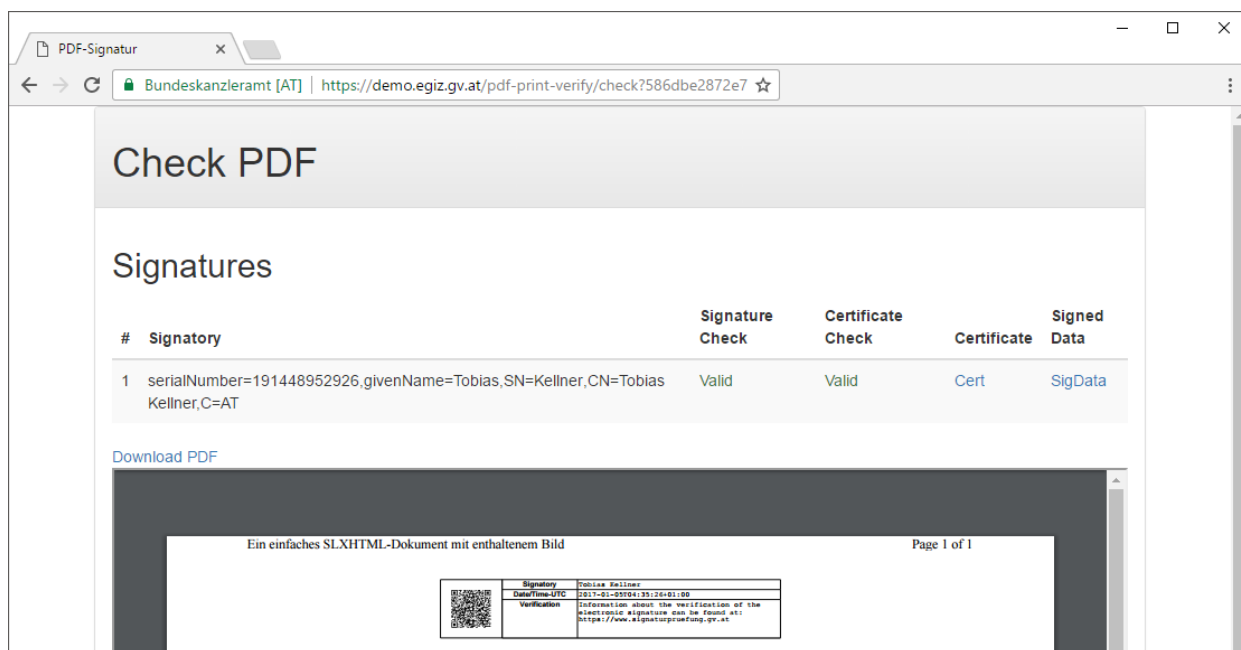 PDF-Signatur
Bundeskanzleramt [AT] | https://demo.egiz.gv.at/pdf-print-verify/check?586dbe2872e7
Check PDF
Signatures
# Signatory Signature Check Certificate Check Certificate Signed Data
1 serialNumber=191448952926,givenName=Tobias,SN=Kellner,CN=Tobias Valid Valid Cert SigData
Kellner,C=AT
Download PDF
Ein einfaches SLXHTML-Dokument mit enthaltenem Bild Page 1 of 1
Signatory Tobias Kellner
Date/Time-UTC 2017-01-05T04:35:26+01:00
Verification Information about the verification of the
electronic signature can be found at:
https://www.signaturpruefung.gv.at